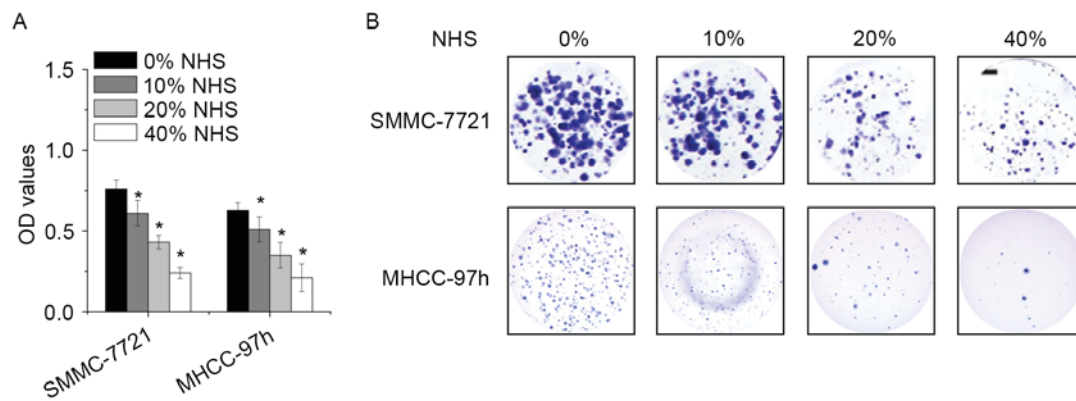 A
0% NHS
10% NHS
20% NHS
40% NHS
1.5
1.0
0.5
0.0
OD values
* * *
* * *
SMMC-7721
MHCC-97h
B
NHS 0% 10% 20% 40%
SMMC-7721
MHCC-97h